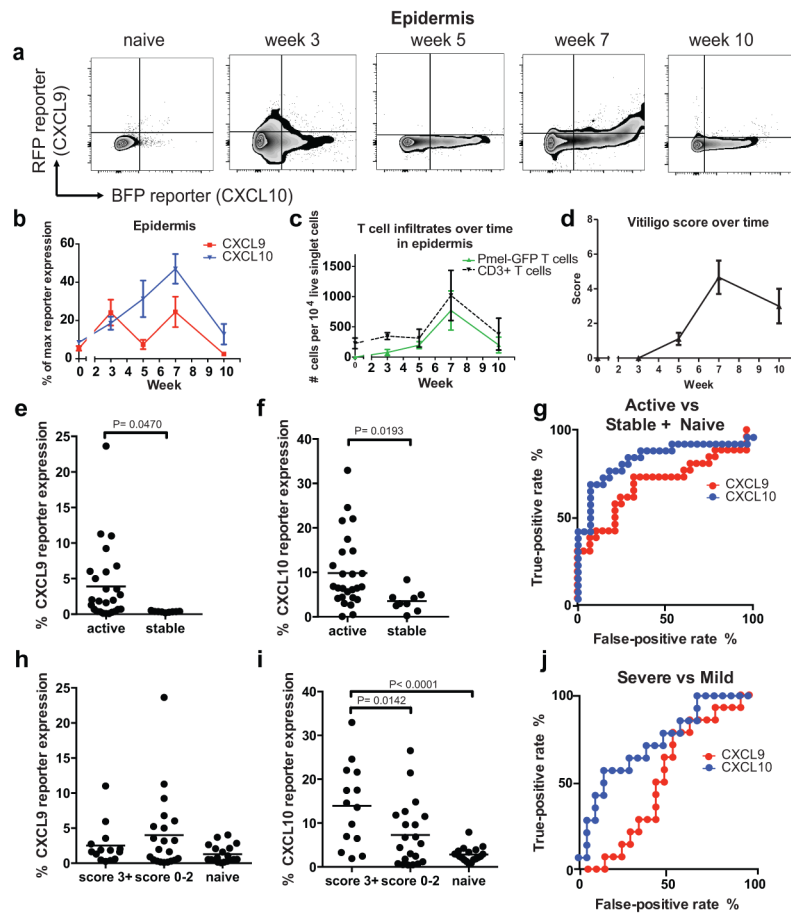 Epidermis
naive week 3 week 5 week 7 week 10
a
RFP reporter
(CXCL9)
BFP reporter (CXCL10)
b
Epidermis
CXCL9
CXCL10
% of max reporter expression
60
40
20
0
0 2 3 4 5 6 7 8 9 10
Week
c
T cell infiltrates over time
in epidermis
Pmel-GFP T cells
CD3+ T cells
# cells per 10⁴ live singlet cells
1500
1000
500
0
0 2 3 4 5 6 7 8 9 10
Week
d
Vitiligo score over time
Score
8
6
4
2
0
0 2 3 4 5 6 7 8 9 10
Week
e
P= 0.0470
% CXCL9 reporter expression
25
20
15
10
5
0
active stable
f
P= 0.0193
% CXCL10 reporter expression
40
30
20
10
0
active stable
g
Active vs
Stable + Naive
CXCL9
CXCL10
True-positive rate %
100
50
0
0 50 100
False-positive rate %
h
% CXCL9 reporter expression
25
20
15
10
5
0
score 3+ score 0-2 naive
i
P< 0.0001
P= 0.0142
% CXCL10 reporter expression
40
30
20
10
0
score 3+ score 0-2 naive
j
Severe vs Mild
CXCL9
CXCL10
True-positive rate %
100
50
0
0 50 100
False-positive rate %